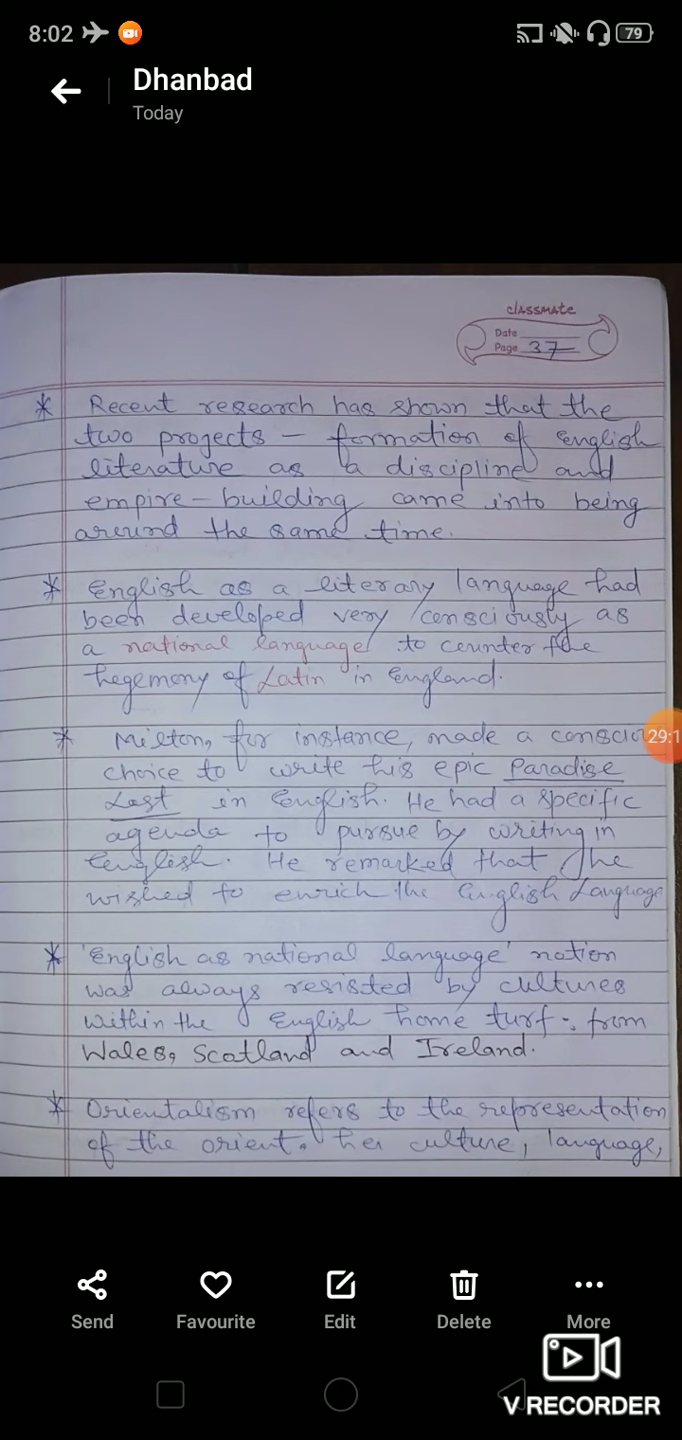 8:02
79
Dhanbad
Today
classmate
Date
Page 37
* Recent research has shown that the
two projects - formation of English
literature as a discipline and
empire-building came into being
around the same time.
* English as a literary language had
been developed very consciously as
a national language to counter the
hegemony of Latin in England.
* Milton, for instance, made a conscio
29:1
choice to write his epic Paradise
Lost in English. He had a specific
agenda to pursue by writing in
English. He remarked that he
wished to enrich the English Language
* 'English as national language' notion
was always resisted by cultures
within the English home turf: from
Wales, Scotland and Ireland.
* Orientalism refers to the representation
of the orient. her culture, language,
Send
Favourite
Edit
Delete
More
V RECORDER